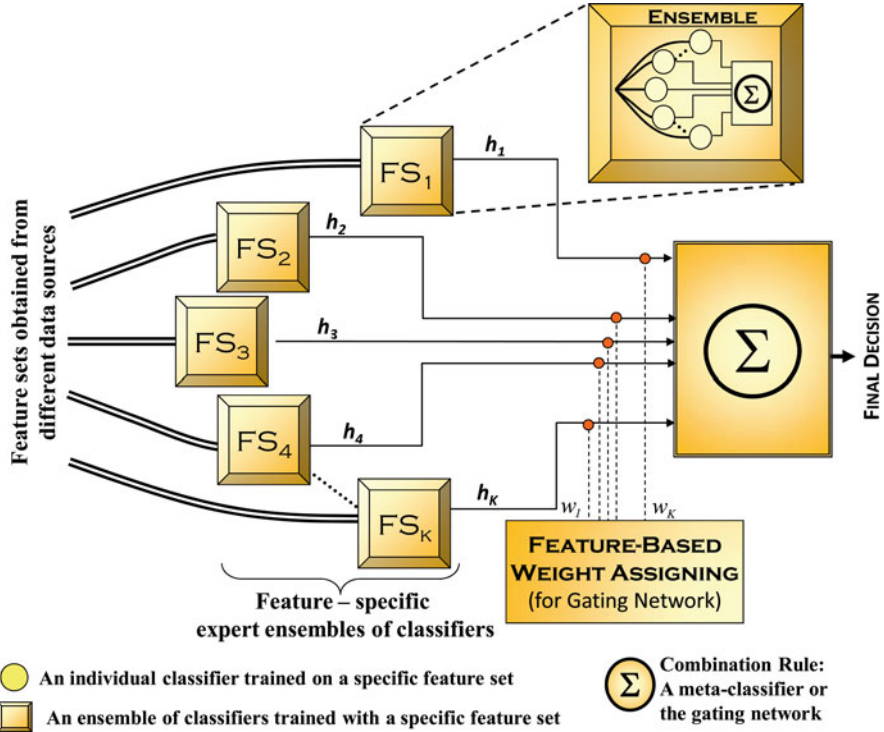 ENSEMBLE
Σ
FS1
h1
FS2
h2
FS3
h3
FS4
h4
FSK
hK
Feature sets obtained from
different data sources
Σ
FINAL DECISION
wI
wK
FEATURE-BASED
WEIGHT ASSIGNING
(for Gating Network)
Feature – specific
expert ensembles of classifiers
An individual classifier trained on a specific feature set
An ensemble of classifiers trained with a specific feature set
Σ
Combination Rule:
A meta-classifier or
the gating network